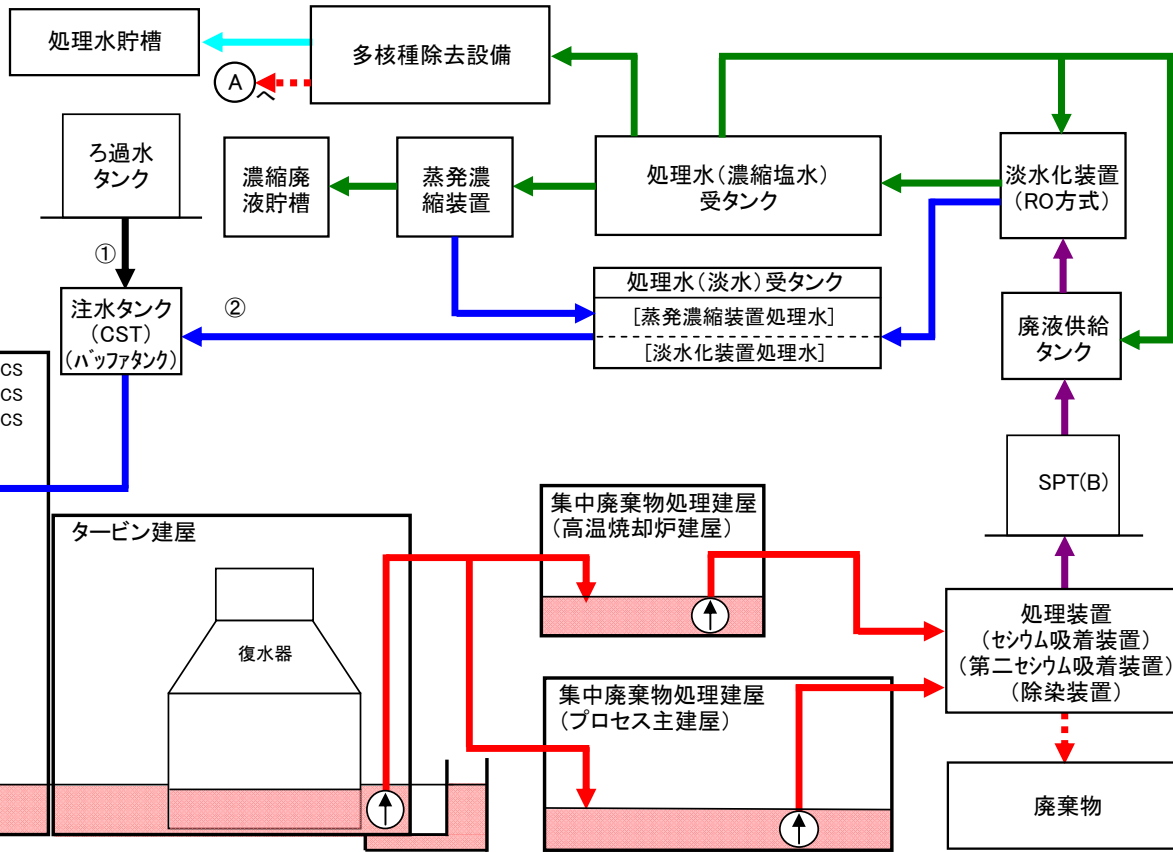 処理水貯槽
多核種除去設備
A
へ
ろ過水
タンク
濃縮廃
液貯槽
蒸発濃
縮装置
処理水（濃縮塩水）
受タンク
淡水化装置
（RO方式）
①
注水タンク
（CST）
（ﾊﾞｯﾌｧﾀﾝｸ）
②
処理水（淡水）受タンク
[蒸発濃縮装置処理水]
[淡水化装置処理水]
廃液供給
タンク
CS
CS
CS
SPT(B)
タービン建屋
復水器
集中廃棄物処理建屋
（高温焼却炉建屋）
集中廃棄物処理建屋
（プロセス主建屋）
処理装置
（セシウム吸着装置）
（第二セシウム吸着装置）
（除染装置）
廃棄物